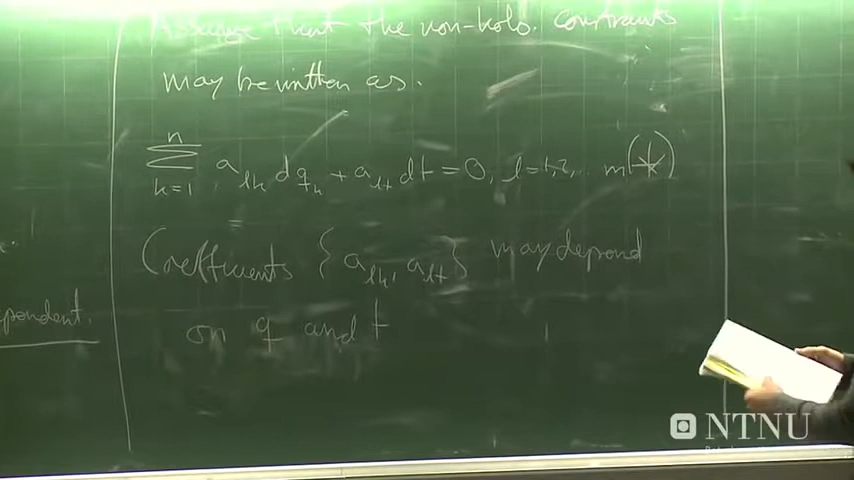 Assume that the non-holo. constraints
may be written as.
n
∑ a_lk dq_k + a_lt dt = 0, l = 1,2,... m (*)
k=1
Coefficients {a_lk, a_lt} may depend
on q and t
pendent.
NTNU